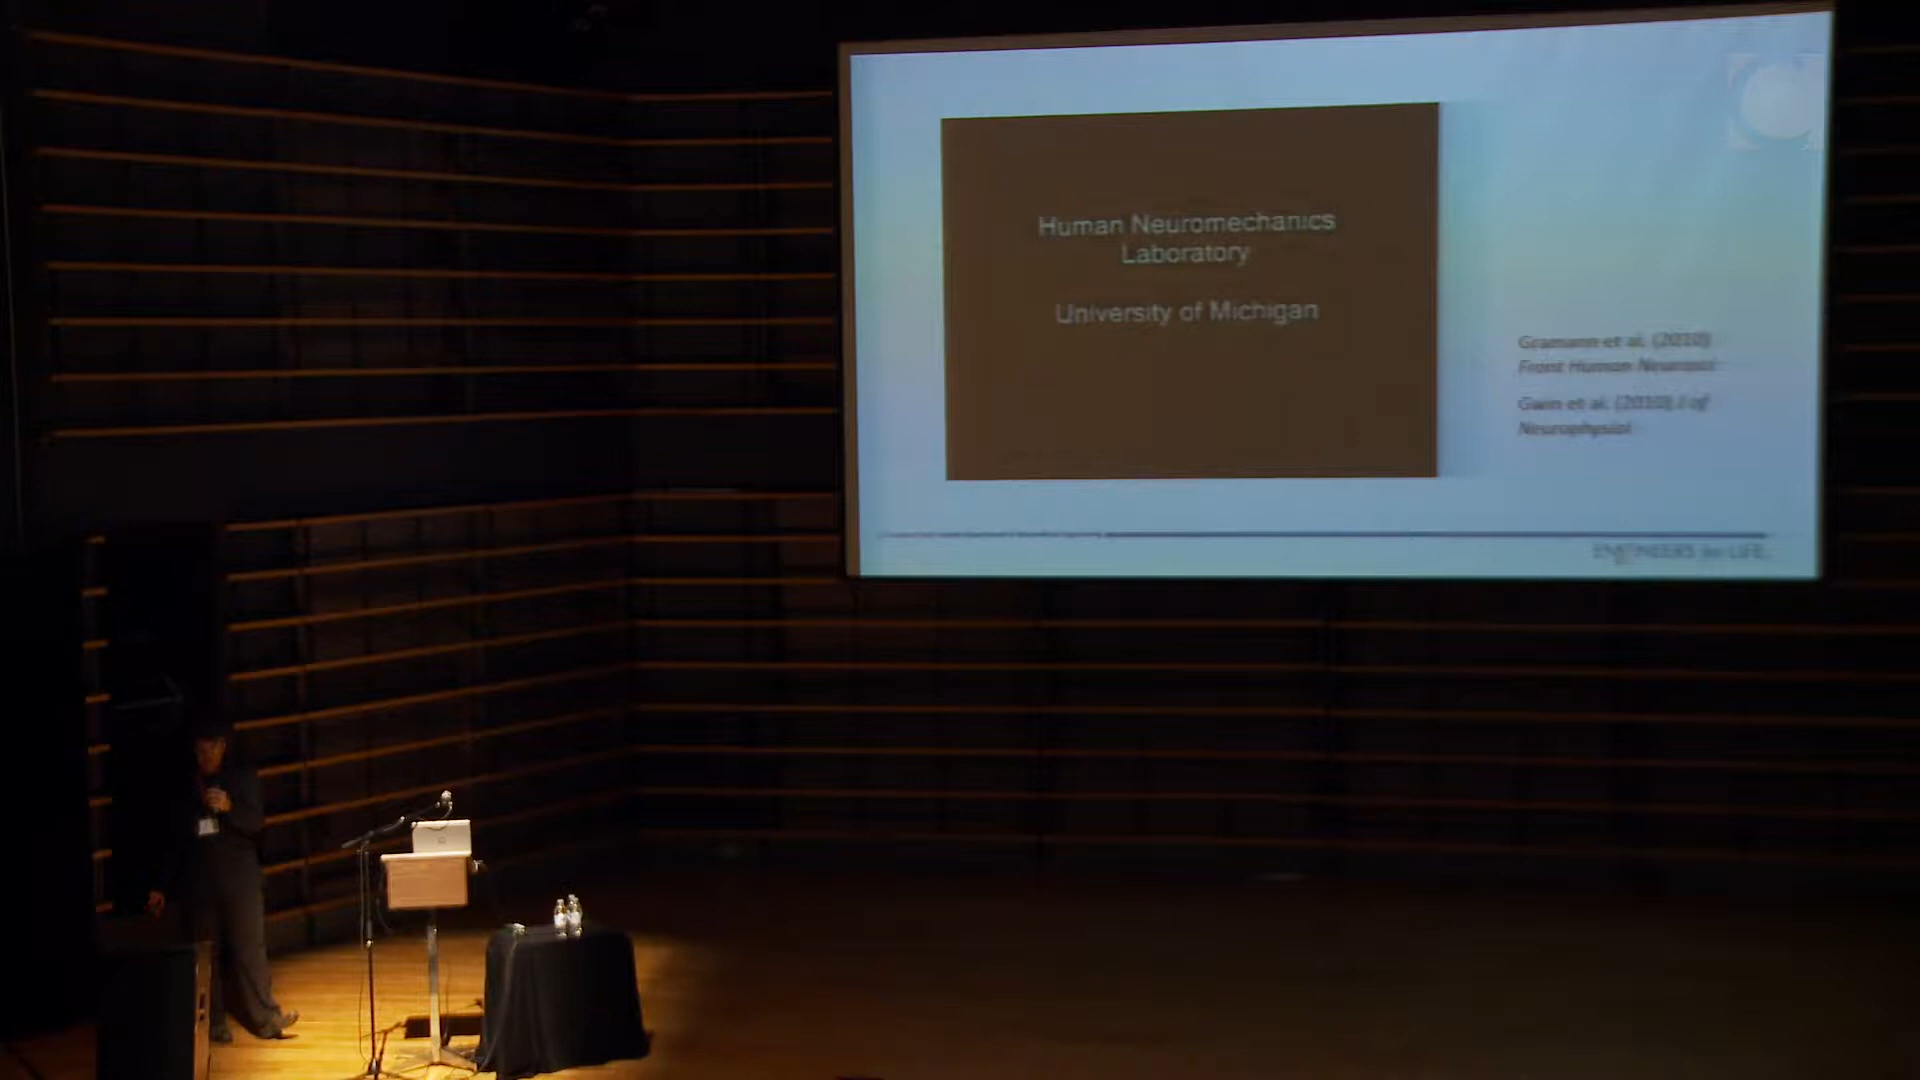 Human Neuromechanics
Laboratory
University of Michigan
Gramann et al. (2010)
Front Human Neurosci
Gwin et al. (2010) J of
Neurophysiol
ENGINEERS for LIFE